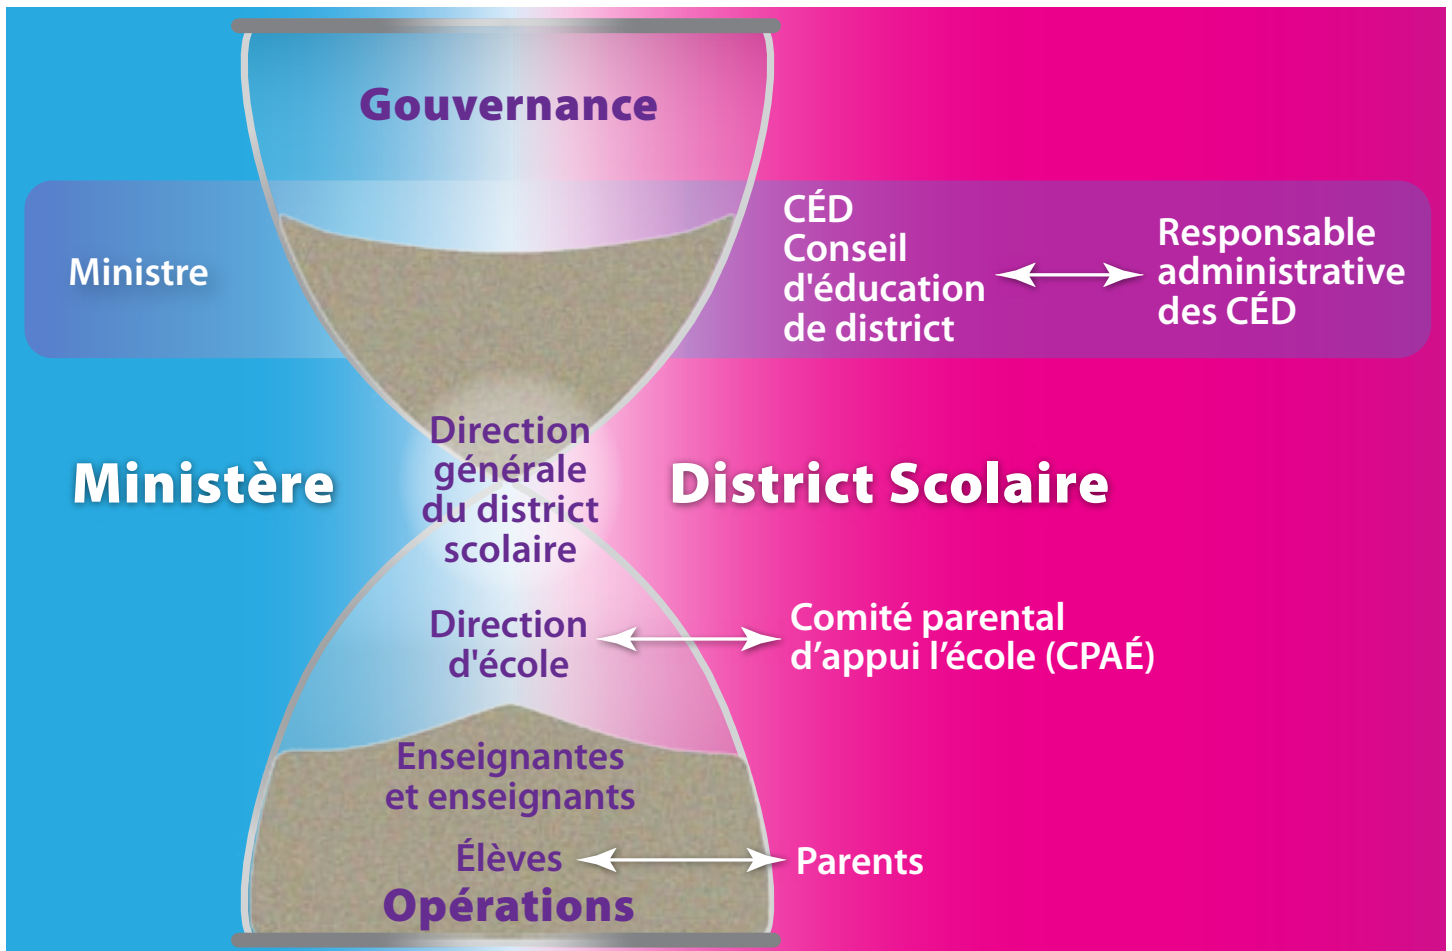 Gouvernance
Ministre
CÉD
Conseil
d'éducation
de district
Responsable
administrative
des CÉD
Direction
générale
du district
scolaire
Ministère
District Scolaire
Direction
d'école
Comité parental
d’appui l’école (CPAÉ)
Enseignantes
et enseignants
Élèves
Parents
Opérations